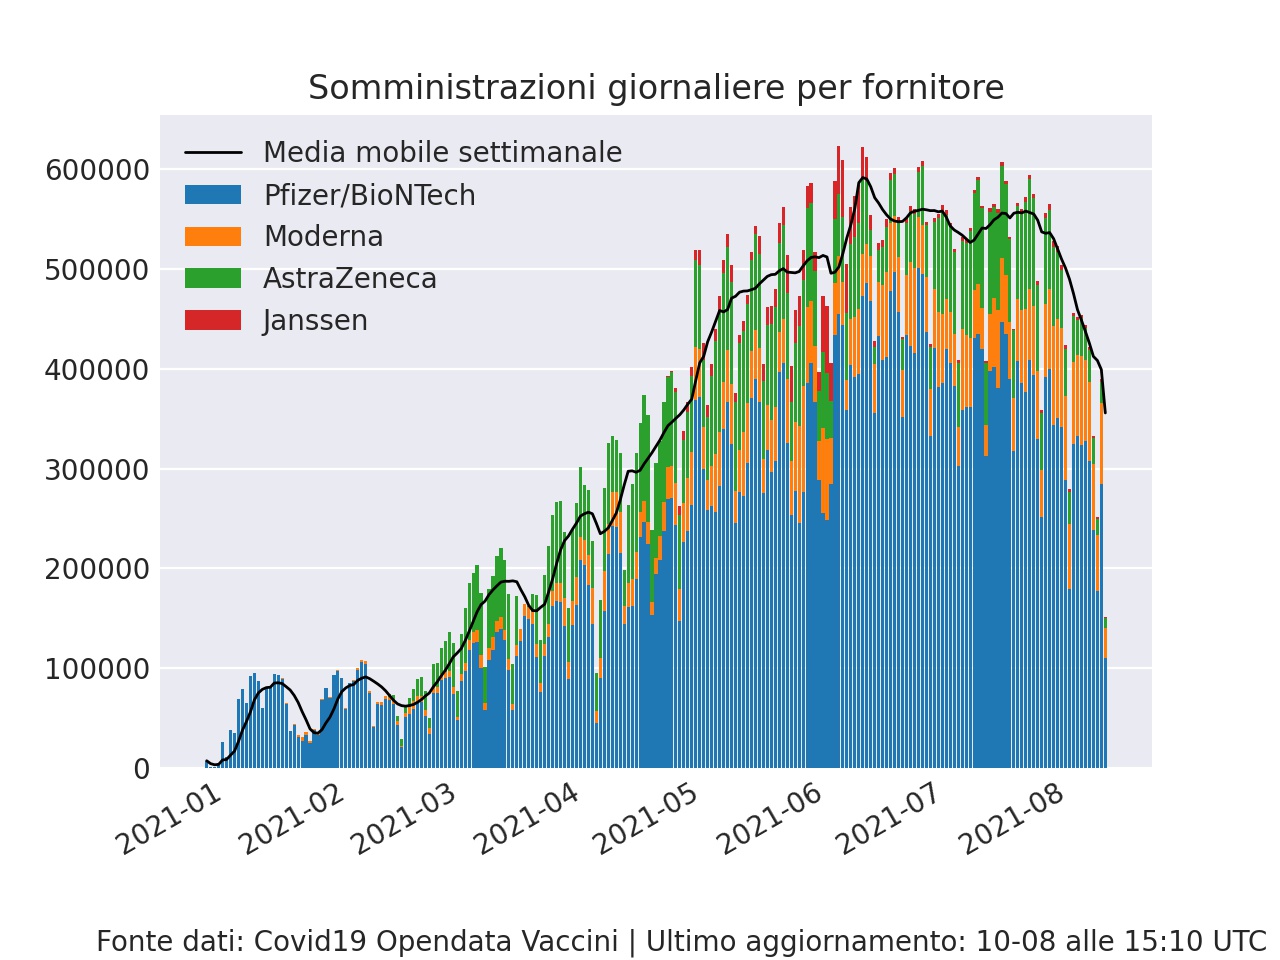 Somministrazioni giornaliere per fornitore
Media mobile settimanale
Pfizer/BioNTech
Moderna
AstraZeneca
Janssen
600000
500000
400000
300000
200000
100000
0
2021-01
2021-02
2021-03
2021-04
2021-05
2021-06
2021-07
2021-08
Fonte dati: Covid19 Opendata Vaccini | Ultimo aggiornamento: 10-08 alle 15:10 UTC